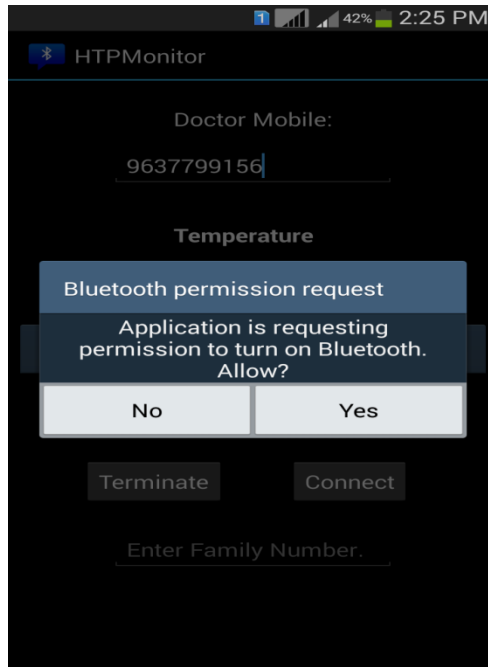 1 42% 2:25 PM
HTPMonitor
Doctor Mobile:
9637799156
Temperature
Bluetooth permission request
Application is requesting
permission to turn on Bluetooth.
Allow?
No Yes
Terminate Connect
Enter Family Number.